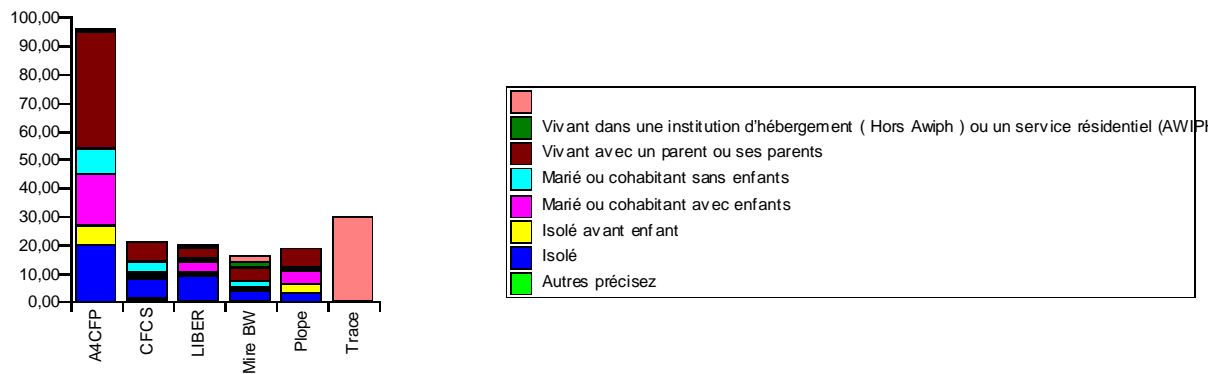 100,00
90,00
80,00
70,00
60,00
50,00
40,00
30,00
20,00
10,00
0,00
A4CFP
CFCS
LIBER
Mire BW
Plope
Trace
Vivant dans une institution d'hébergement ( Hors Awiph ) ou un service résidentiel (AWIPH
Vivant avec un parent ou ses parents
Marié ou cohabitant sans enfants
Marié ou cohabitant avec enfants
Isolé avant enfant
Isolé
Autres précisez